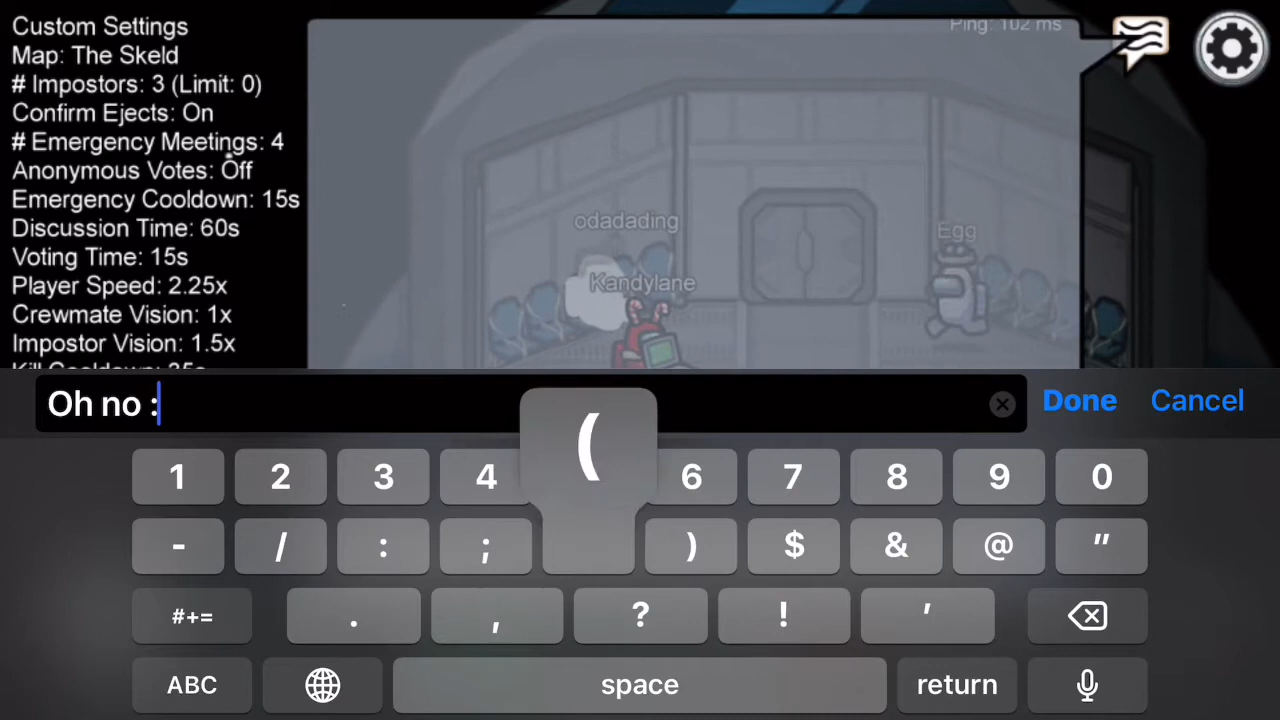 Custom Settings
Map: The Skeld
# Impostors: 3 (Limit: 0)
Confirm Ejects: On
# Emergency Meetings: 4
Anonymous Votes: Off
Emergency Cooldown: 15s
Discussion Time: 60s
Voting Time: 15s
Player Speed: 2.25x
Crewmate Vision: 1x
Impostor Vision: 1.5x
Kill Cooldown: 35s
Ping: 102 ms
odadading
Egg
Kandylane
Oh no :
Done Cancel
(
1 2 3 4 6 7 8 9 0
- / : ; ) $ & @ "
#+= . , ? ! '
ABC space return